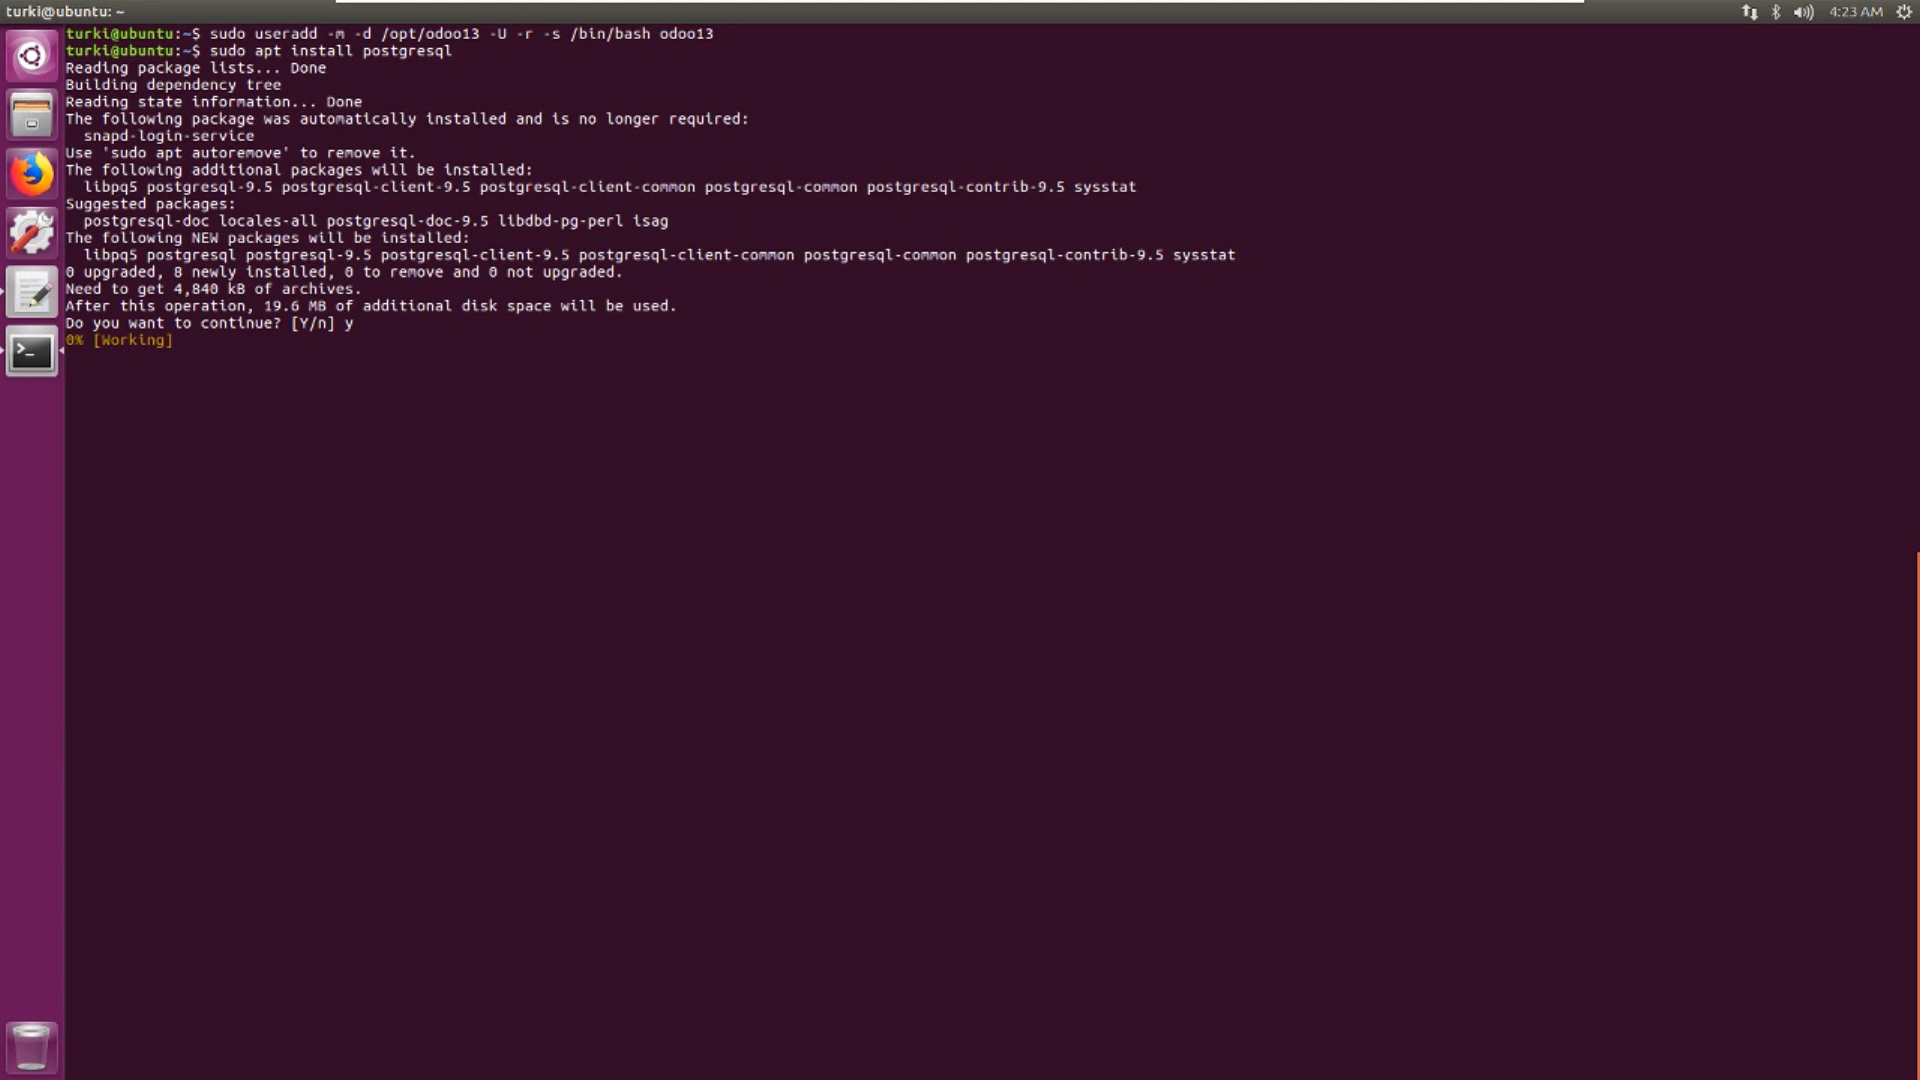 turki@ubuntu: ~
4:23 AM
turki@ubuntu:~$ sudo useradd -m -d /opt/odoo13 -U -r -s /bin/bash odoo13
turki@ubuntu:~$ sudo apt install postgresql
Reading package lists... Done
Building dependency tree
Reading state information... Done
The following package was automatically installed and is no longer required:
  snapd-login-service
Use 'sudo apt autoremove' to remove it.
The following additional packages will be installed:
  libpq5 postgresql-9.5 postgresql-client-9.5 postgresql-client-common postgresql-common postgresql-contrib-9.5 sysstat
Suggested packages:
  postgresql-doc locales-all postgresql-doc-9.5 libdbd-pg-perl isag
The following NEW packages will be installed:
  libpq5 postgresql postgresql-9.5 postgresql-client-9.5 postgresql-client-common postgresql-common postgresql-contrib-9.5 sysstat
0 upgraded, 8 newly installed, 0 to remove and 0 not upgraded.
Need to get 4,840 kB of archives.
After this operation, 19.6 MB of additional disk space will be used.
Do you want to continue? [Y/n] y
0% [Working]